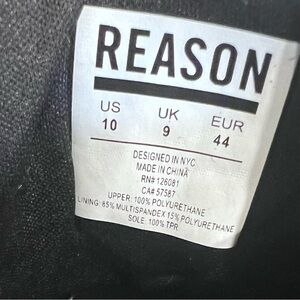 REASON
US UK EUR
10 9 44
DESIGNED IN NYC
MADE IN CHINA
RN# 126081
CA# 57587
UPPER: 100% POLYURETHANE
LINING: 85% MULTISPANDEX 15% POLYURETHANE
SOLE: 100% TPR